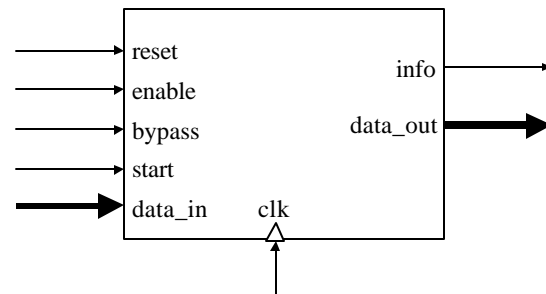 reset
enable
bypass
start
data_in
clk
info
data_out